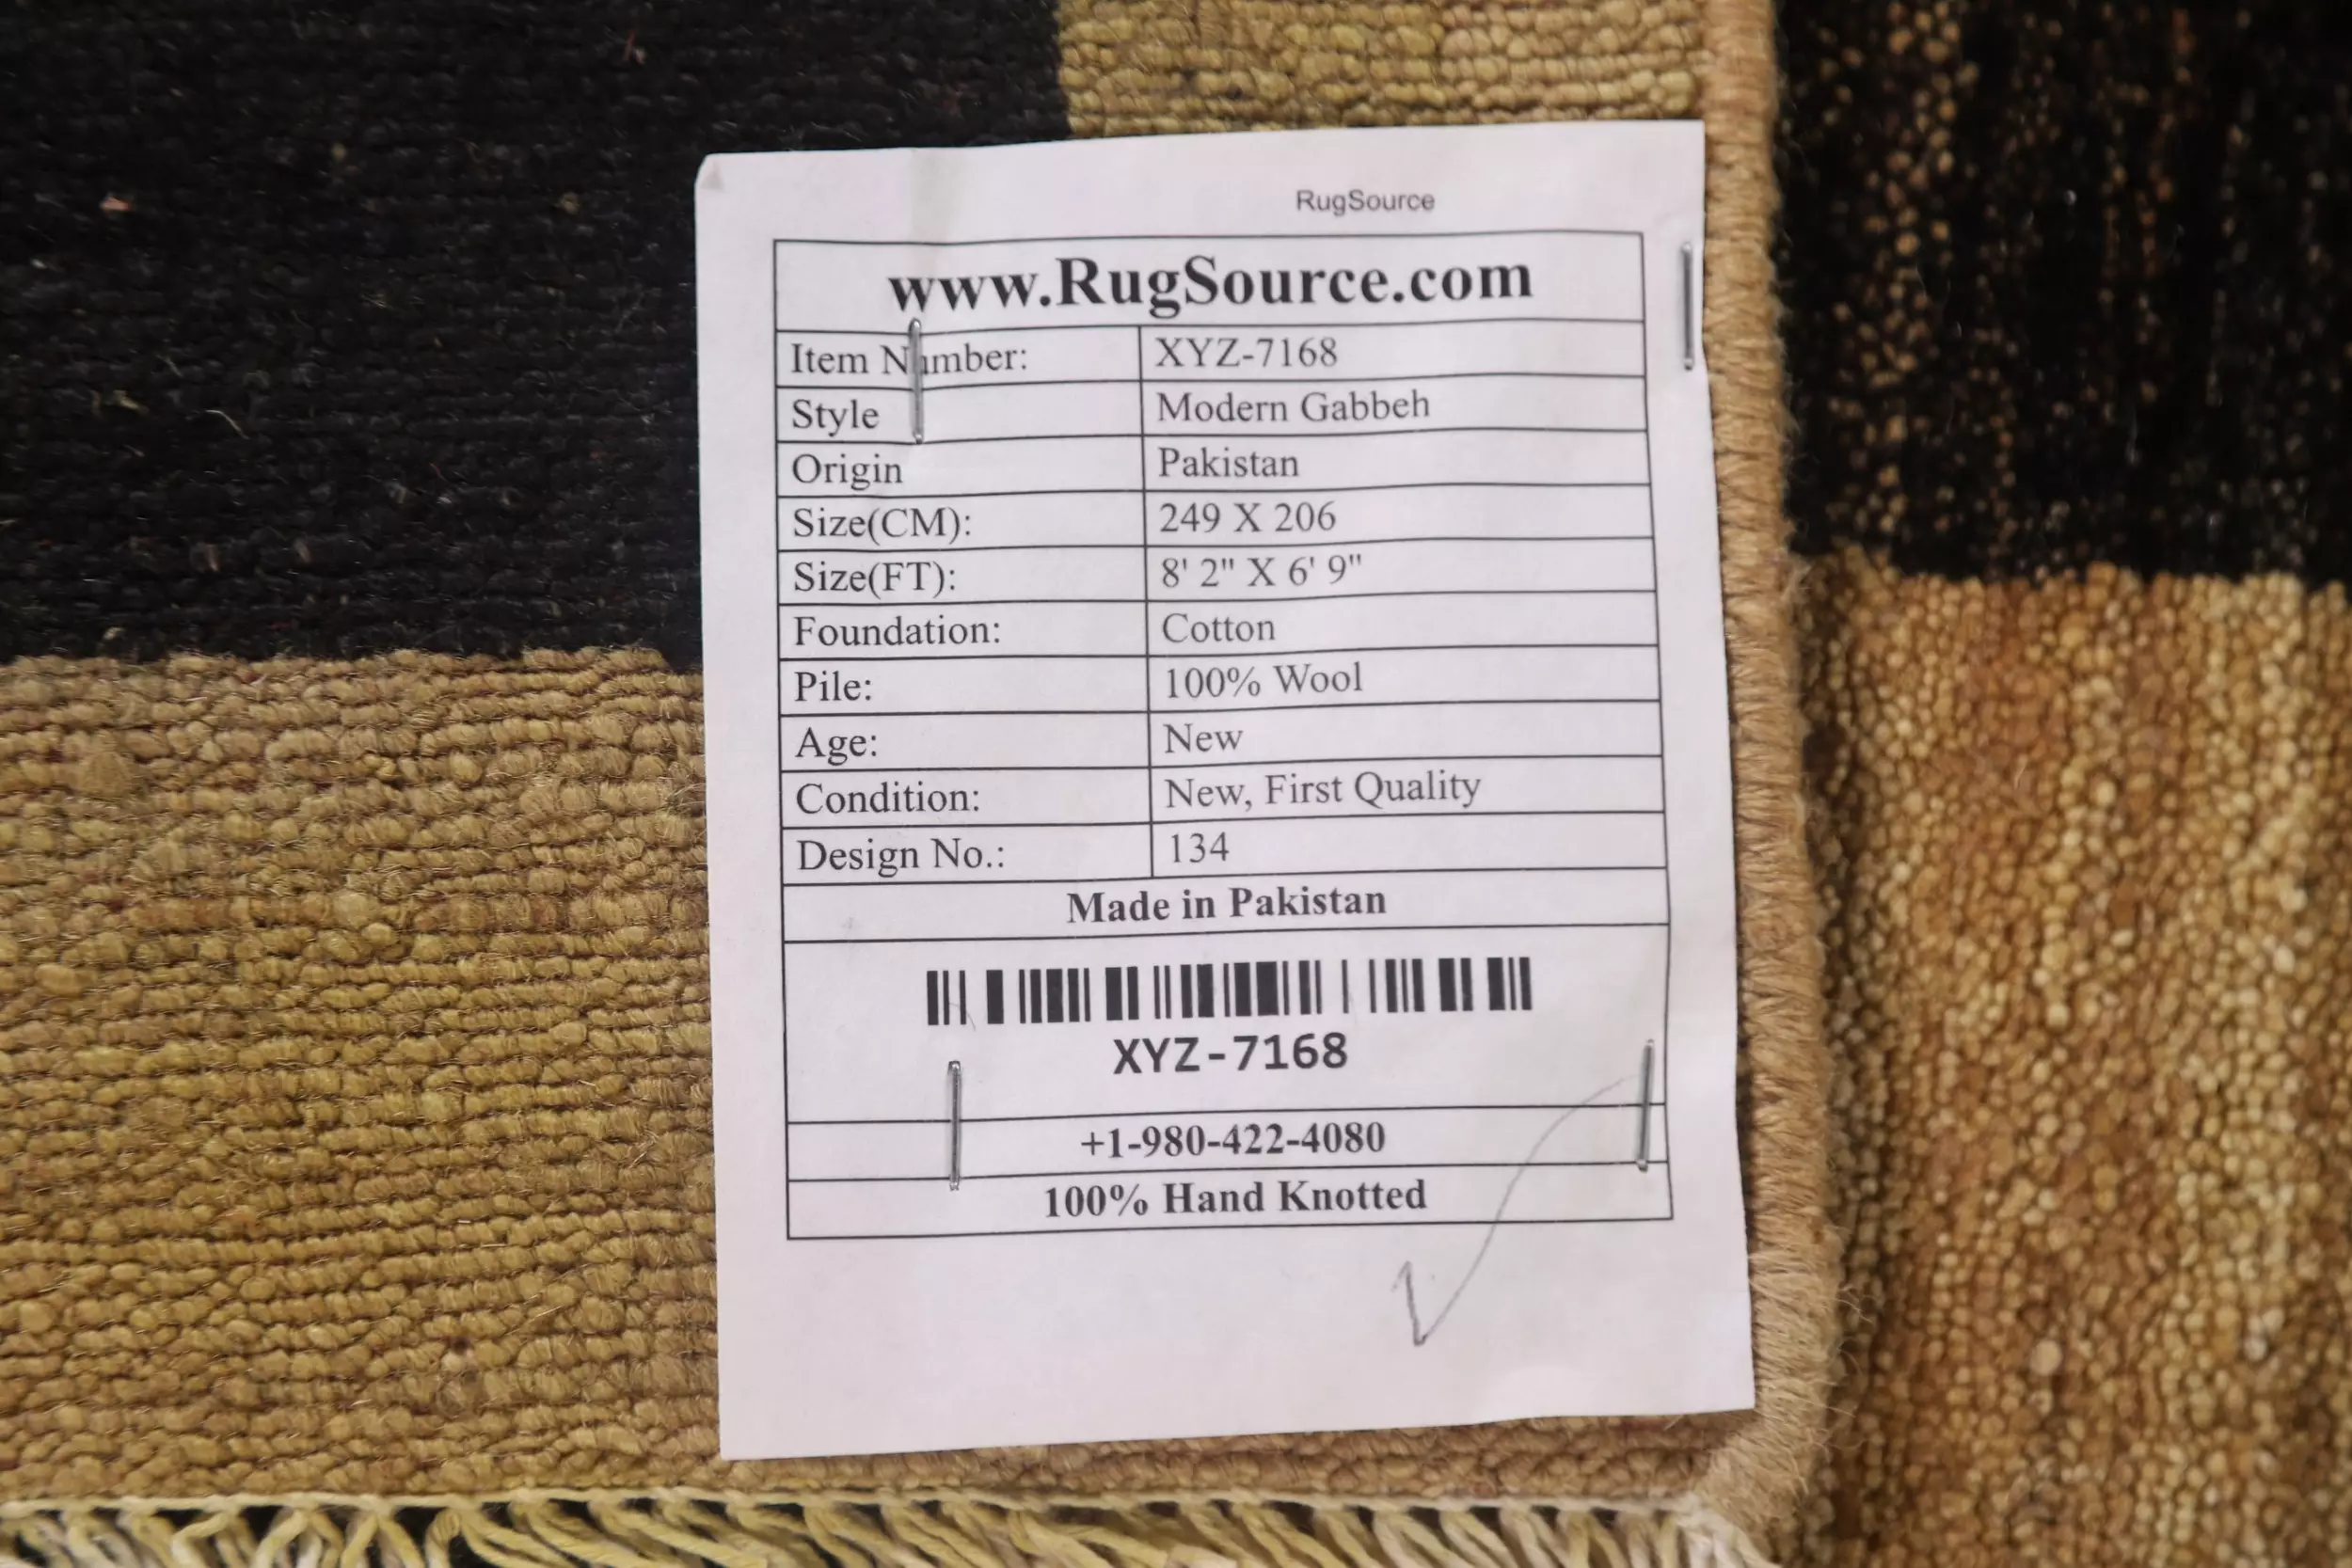 RugSource
www.RugSource.com
Item Number: XYZ-7168
Style Modern Gabbeh
Origin Pakistan
Size(CM): 249 X 206
Size(FT): 8' 2" X 6' 9"
Foundation: Cotton
Pile: 100% Wool
Age: New
Condition: New, First Quality
Design No.: 134
Made in Pakistan
XYZ-7168
+1-980-422-4080
100% Hand Knotted